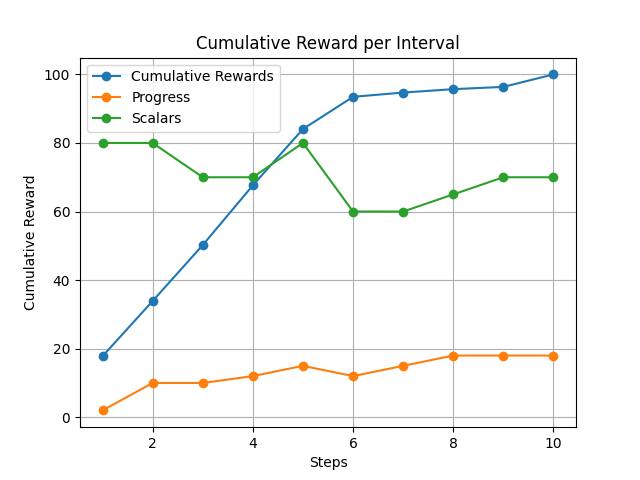 Cumulative Reward per Interval
Cumulative Rewards
Progress
Scalars
Cumulative Reward
100
80
60
40
20
0
2 4 6 8 10
Steps